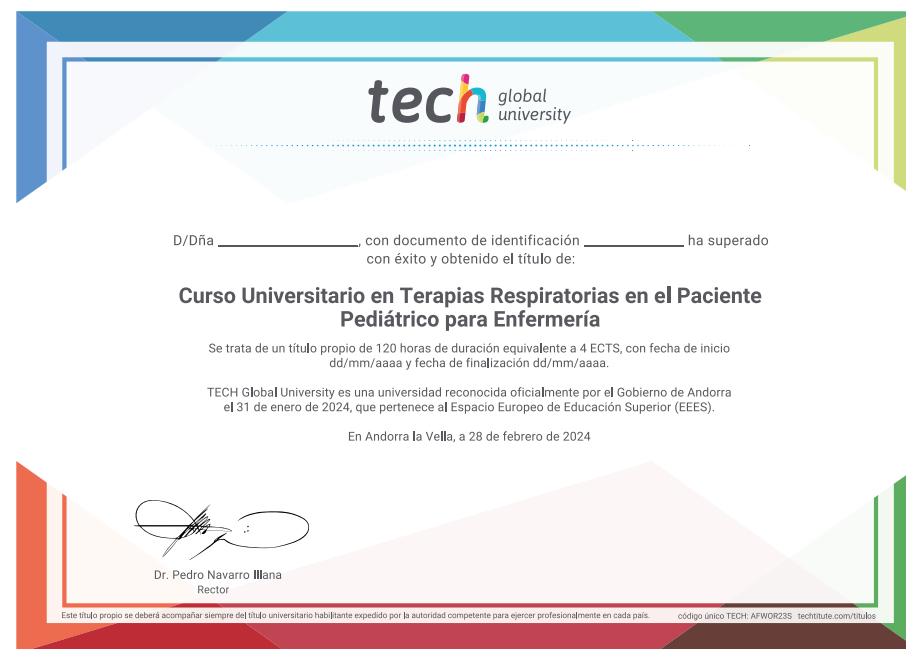 tech global university
D/Dña ____________________, con documento de identificación ______________ ha superado
con éxito y obtenido el título de:
Curso Universitario en Terapias Respiratorias en el Paciente
Pediátrico para Enfermería
Se trata de un título propio de 120 horas de duración equivalente a 4 ECTS, con fecha de inicio
dd/mm/aaaa y fecha de finalización dd/mm/aaaa.
TECH Global University es una universidad reconocida oficialmente por el Gobierno de Andorra
el 31 de enero de 2024, que pertenece al Espacio Europeo de Educación Superior (EEES).
En Andorra la Vella, a 28 de febrero de 2024
Dr. Pedro Navarro Illana
Rector
Este título propio se deberá acompañar siempre del título universitario habilitante expedido por la autoridad competente para ejercer profesionalmente en cada país.
código único TECH: AFWOR23S techtitute.com/titulos